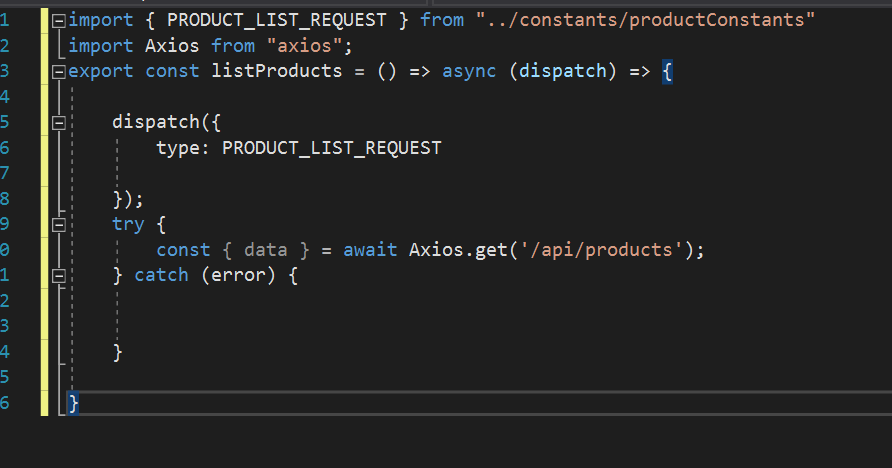 1 import { PRODUCT_LIST_REQUEST } from "../constants/productConstants"
2 import Axios from "axios";
3 export const listProducts = () => async (dispatch) => {
4
5 dispatch({
6 type: PRODUCT_LIST_REQUEST
7
8 });
9 try {
0 const { data } = await Axios.get('/api/products');
1 } catch (error) {
2
3
4 }
5
6 }